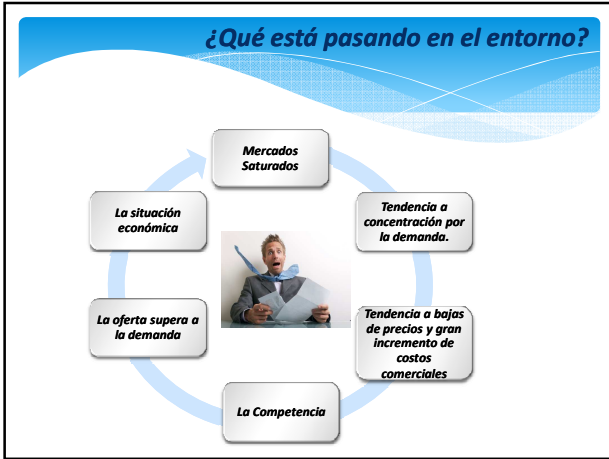 ¿Qué está pasando en el entorno?
Mercados
Saturados
Tendencia a
concentración por
la demanda.
Tendencia a bajas
de precios y gran
incremento de
costos
comerciales
La Competencia
La oferta supera a
la demanda
La situación
económica